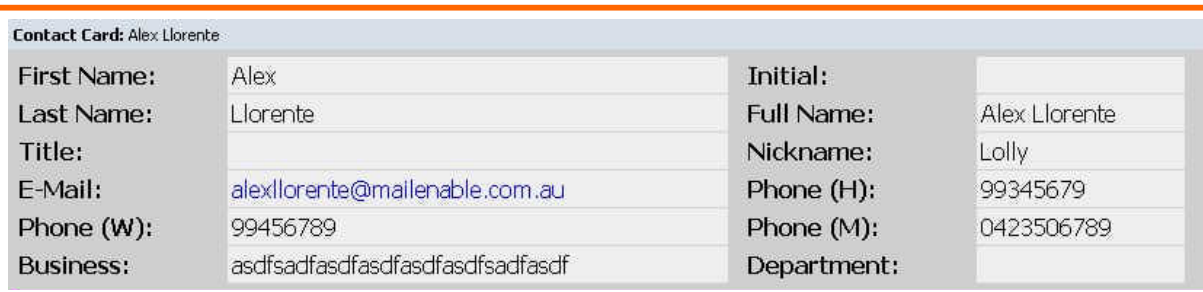 Contact Card: Alex Llorente
First Name: Alex Initial:
Last Name: Llorente Full Name: Alex Llorente
Title: Nickname: Lolly
E-Mail: alexllorente@mailenable.com.au Phone (H): 99345679
Phone (W): 99456789 Phone (M): 0423506789
Business: asdfsadfasdfasdfasdfasdfsadfasdf Department: